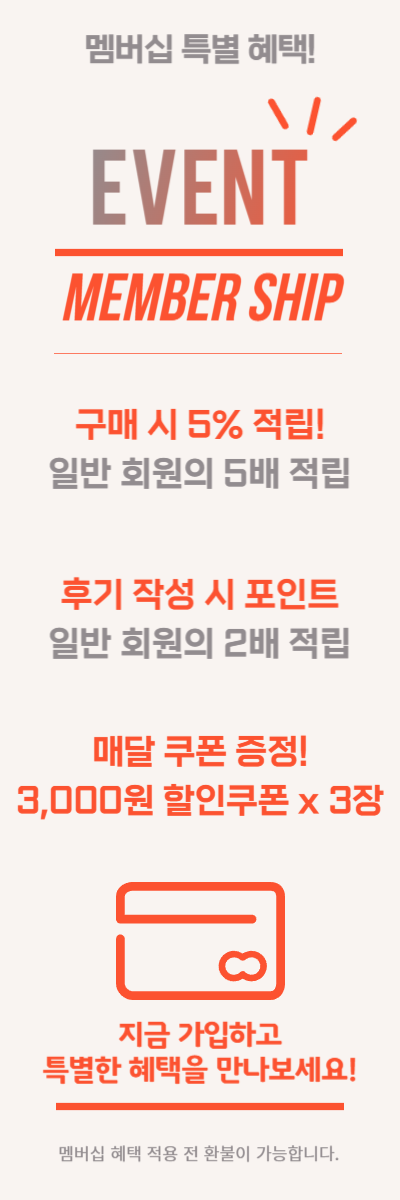 멤버십 특별 혜택!
EVENT
MEMBER SHIP
구매 시 5% 적립!
일반 회원의 5배 적립
후기 작성 시 포인트
일반 회원의 2배 적립
매달 쿠폰 증정!
3,000원 할인쿠폰 x 3장
지금 가입하고
특별한 혜택을 만나보세요!
멤버십 혜택 적용 전 환불이 가능합니다.